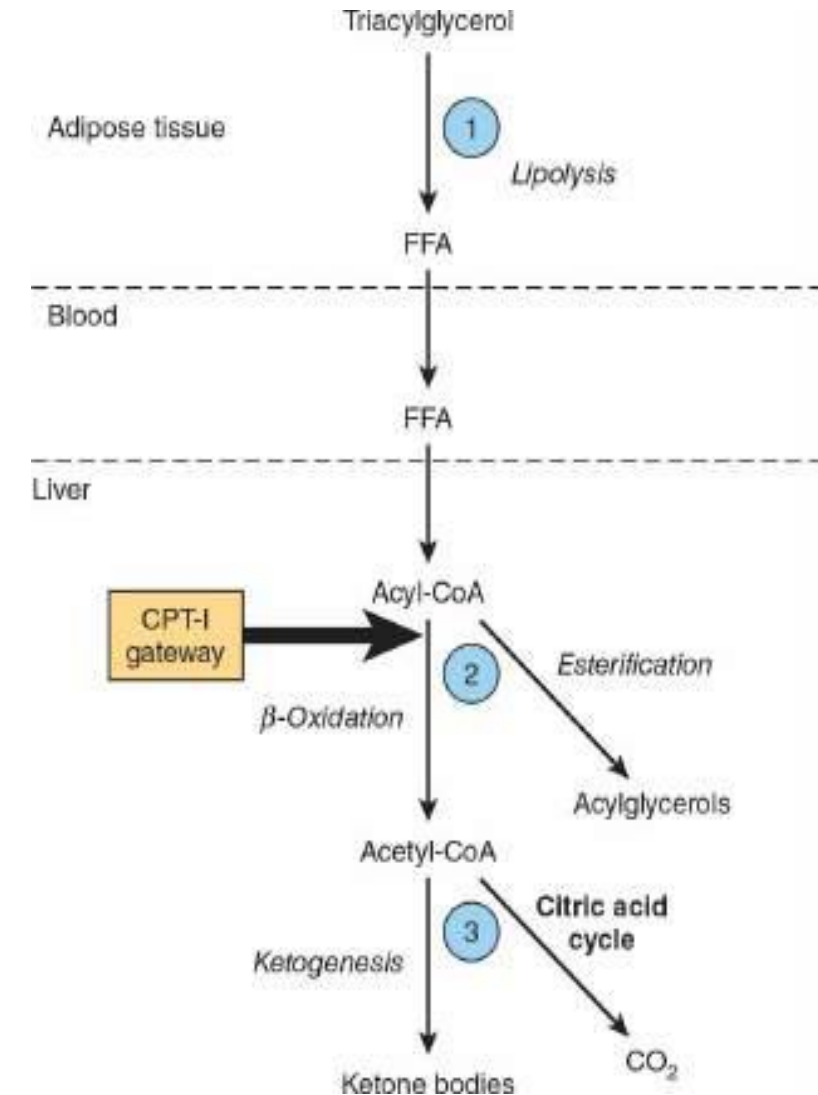 Triacylglycerol
Adipose tissue
1
Lipolysis
FFA
Blood
FFA
Liver
Acyl-CoA
CPT-I
gateway
2
Esterification
β-Oxidation
Acylglycerols
Acetyl-CoA
Citric acid
cycle
3
Ketogenesis
CO₂
Ketone bodies